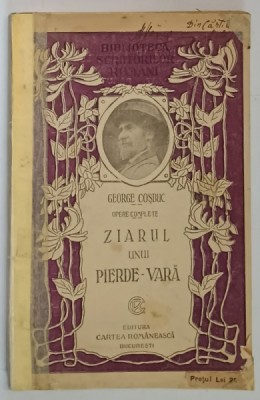 BIBLIOTECA
SCRIITORILOR
ROMÂNI
GEORGE COȘBUC
OPERE COMPLETE
ZIARUL
UNUI
PIERDE-VARĂ
EDITURA
CARTEA ROMÂNEASCĂ
BUCUREȘTI
Prețul Lei